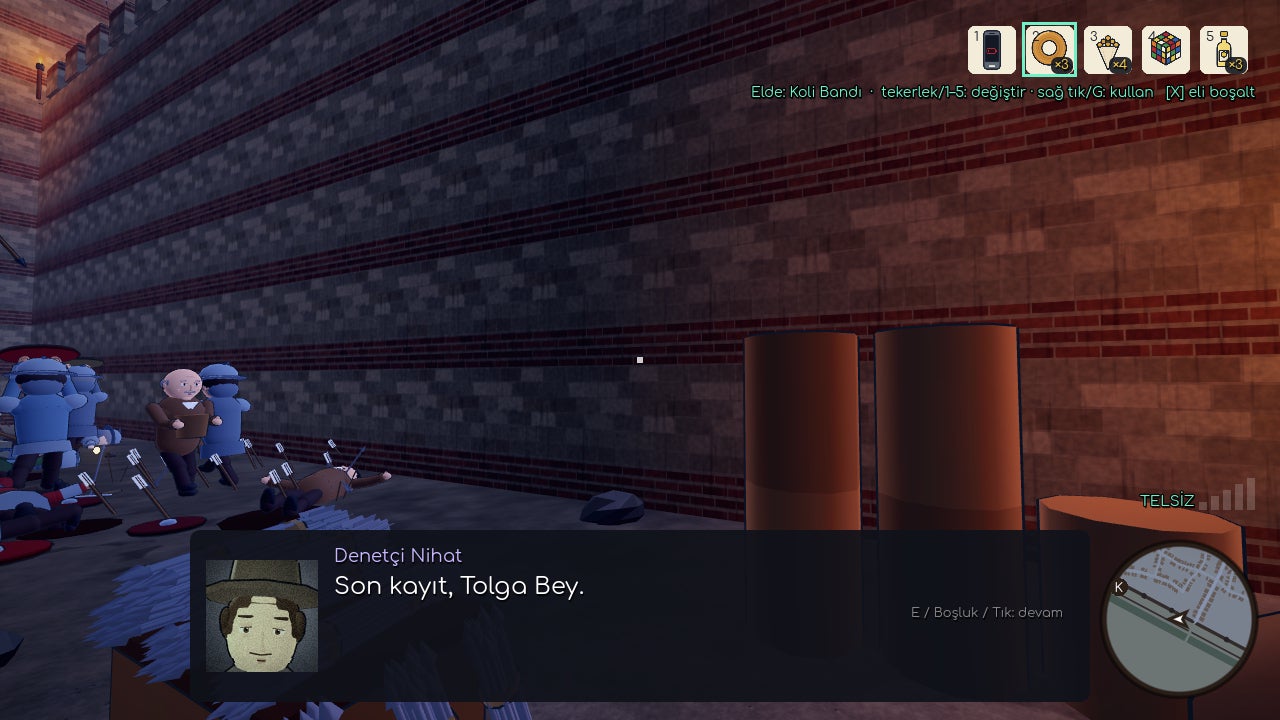 1 2 3 4 5
×3 ×4 ×3
Elde: Koli Bandı · tekerlek/1–5: değiştir · sağ tık/G: kullan [X] eli boşalt
TELSİZ
K
Denetçi Nihat
Son kayıt, Tolga Bey.
E / Boşluk / Tık: devam